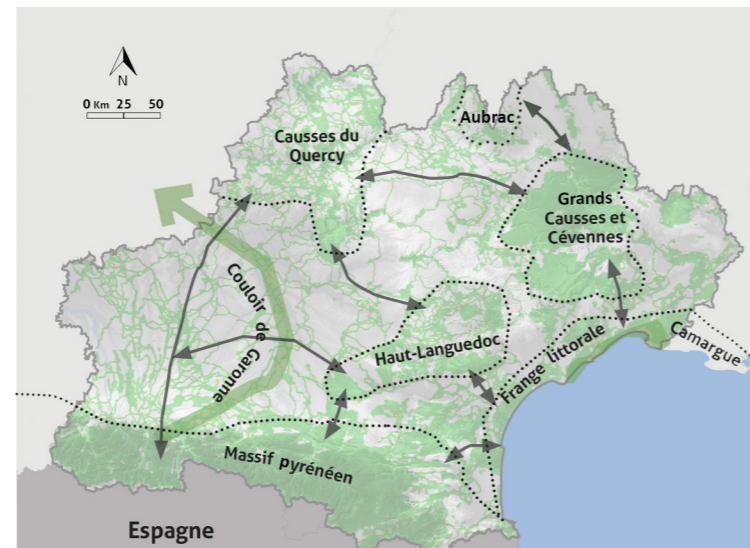 N
0 Km 25 50
Causses du
Quercy
Aubrac
Grands
Causses et
Cévennes
Couloir de Garonne
Haut-Languedoc
Frange littorale
Camargue
Massif pyrénéen
Espagne